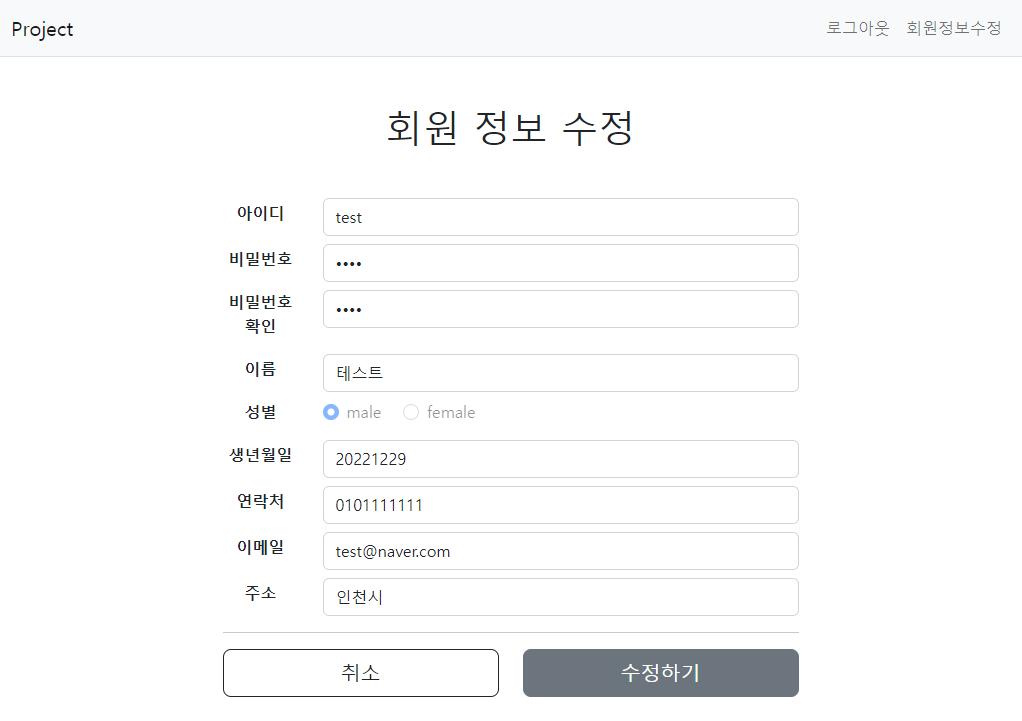 Project
로그아웃 회원정보수정
회원 정보 수정
아이디 test
비밀번호 ••••
비밀번호 확인 ••••
이름 테스트
성별 male female
생년월일 20221229
연락처 0101111111
이메일 test@naver.com
주소 인천시
취소 수정하기